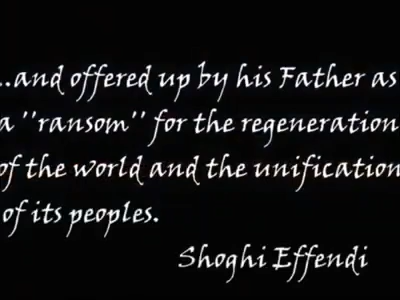 ..and offered up by his Father as
a "ransom" for the regeneration
of the world and the unification
of its peoples.
Shoghi Effendi